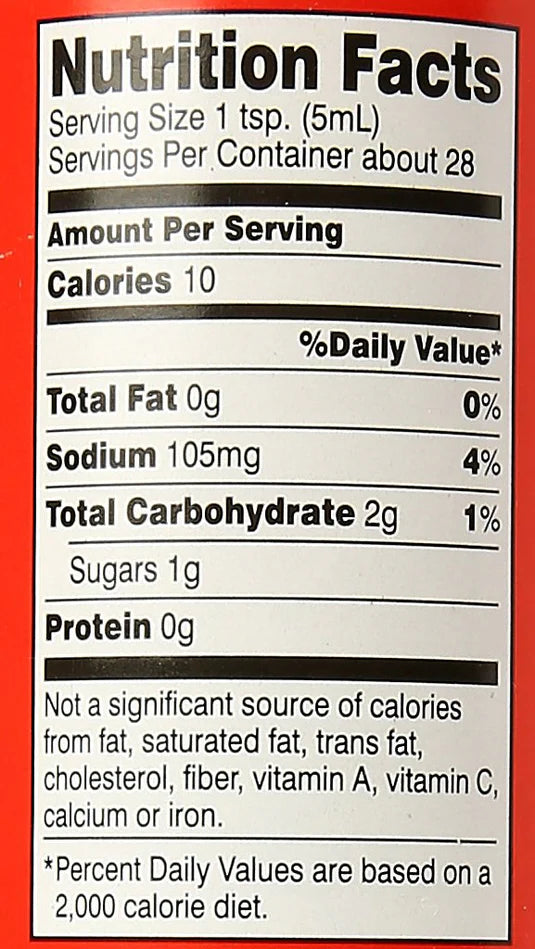 Nutrition Facts
Serving Size 1 tsp. (5mL)
Servings Per Container about 28
Amount Per Serving
Calories 10
%Daily Value*
Total Fat 0g 0%
Sodium 105mg 4%
Total Carbohydrate 2g 1%
Sugars 1g
Protein 0g
Not a significant source of calories
from fat, saturated fat, trans fat,
cholesterol, fiber, vitamin A, vitamin C,
calcium or iron.
*Percent Daily Values are based on a
2,000 calorie diet.